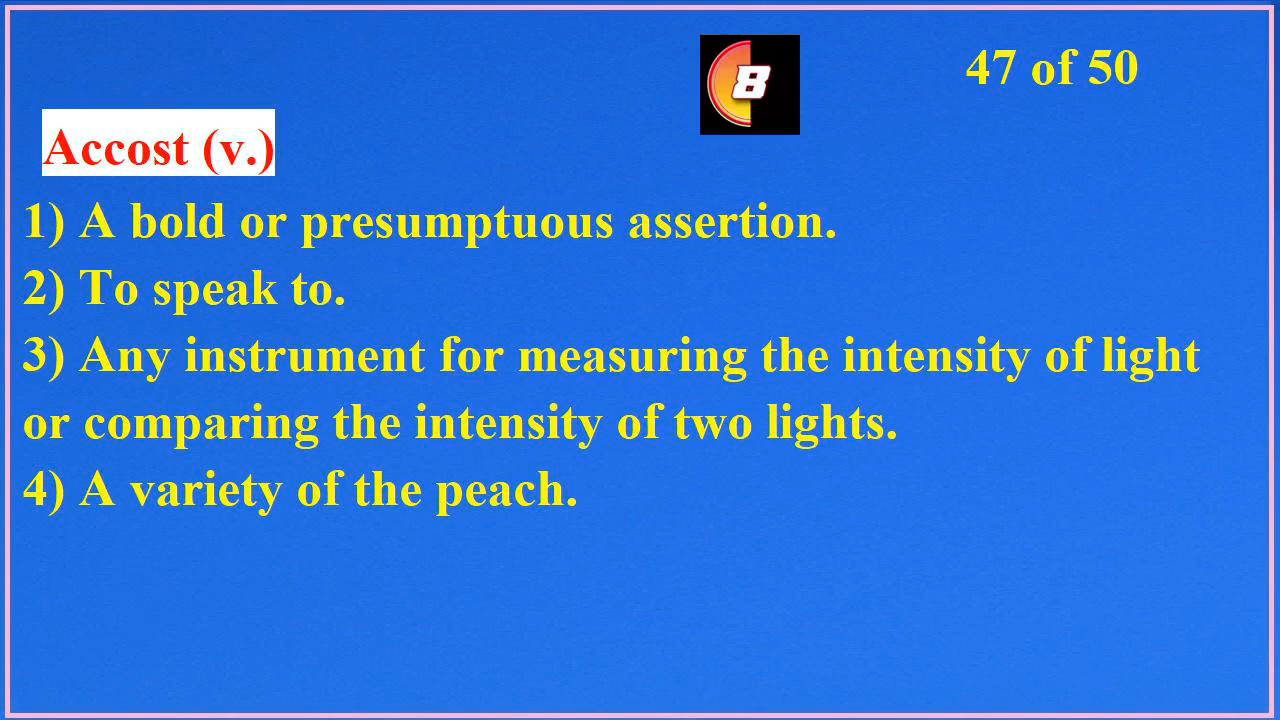 8
47 of 50
Accost (v.)
1) A bold or presumptuous assertion.
2) To speak to.
3) Any instrument for measuring the intensity of light
or comparing the intensity of two lights.
4) A variety of the peach.